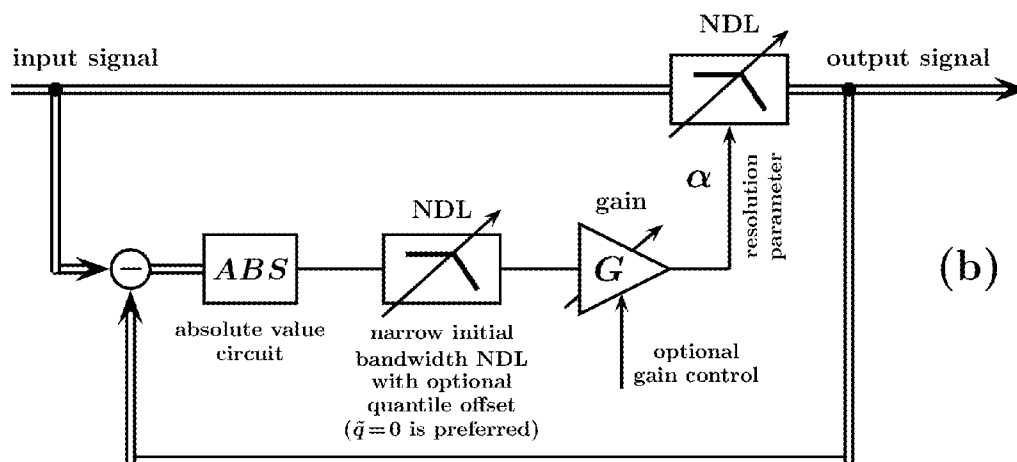 NDL
input signal
output signal
α
resolution
parameter
NDL
gain
−
ABS
G
(b)
absolute value
circuit
narrow initial
bandwidth NDL
with optional
quantile offset
(q̃ = 0 is preferred)
optional
gain control